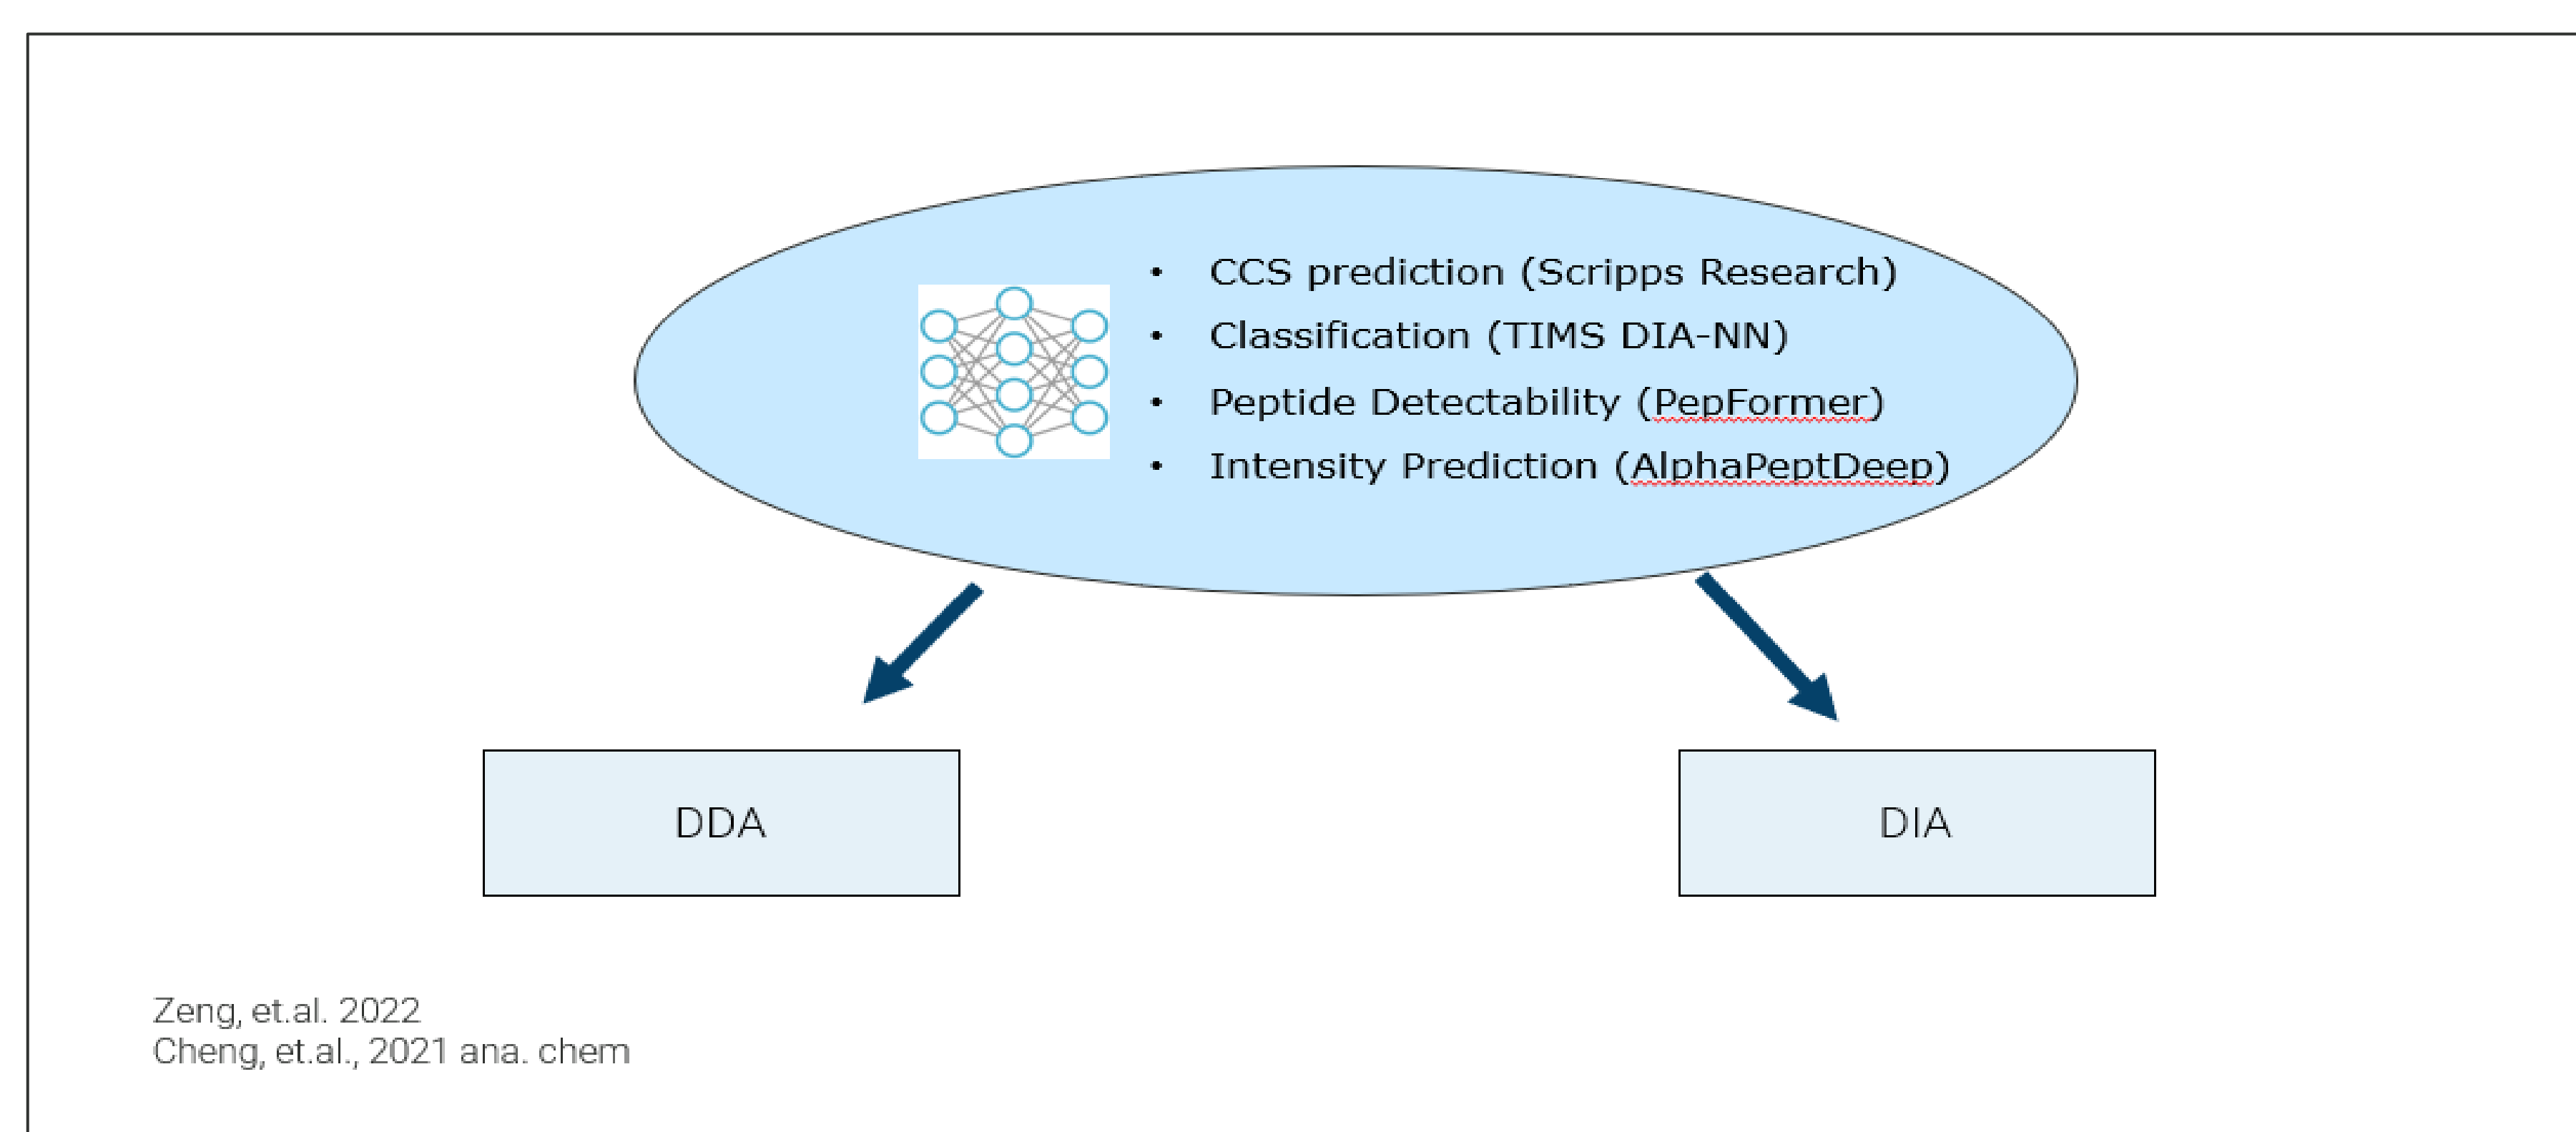 • CCS prediction (Scripps Research)
• Classification (TIMS DIA-NN)
• Peptide Detectability (PepFormer)
• Intensity Prediction (AlphaPeptDeep)
DDA
DIA
Zeng, et.al. 2022
Cheng, et.al., 2021 ana. chem